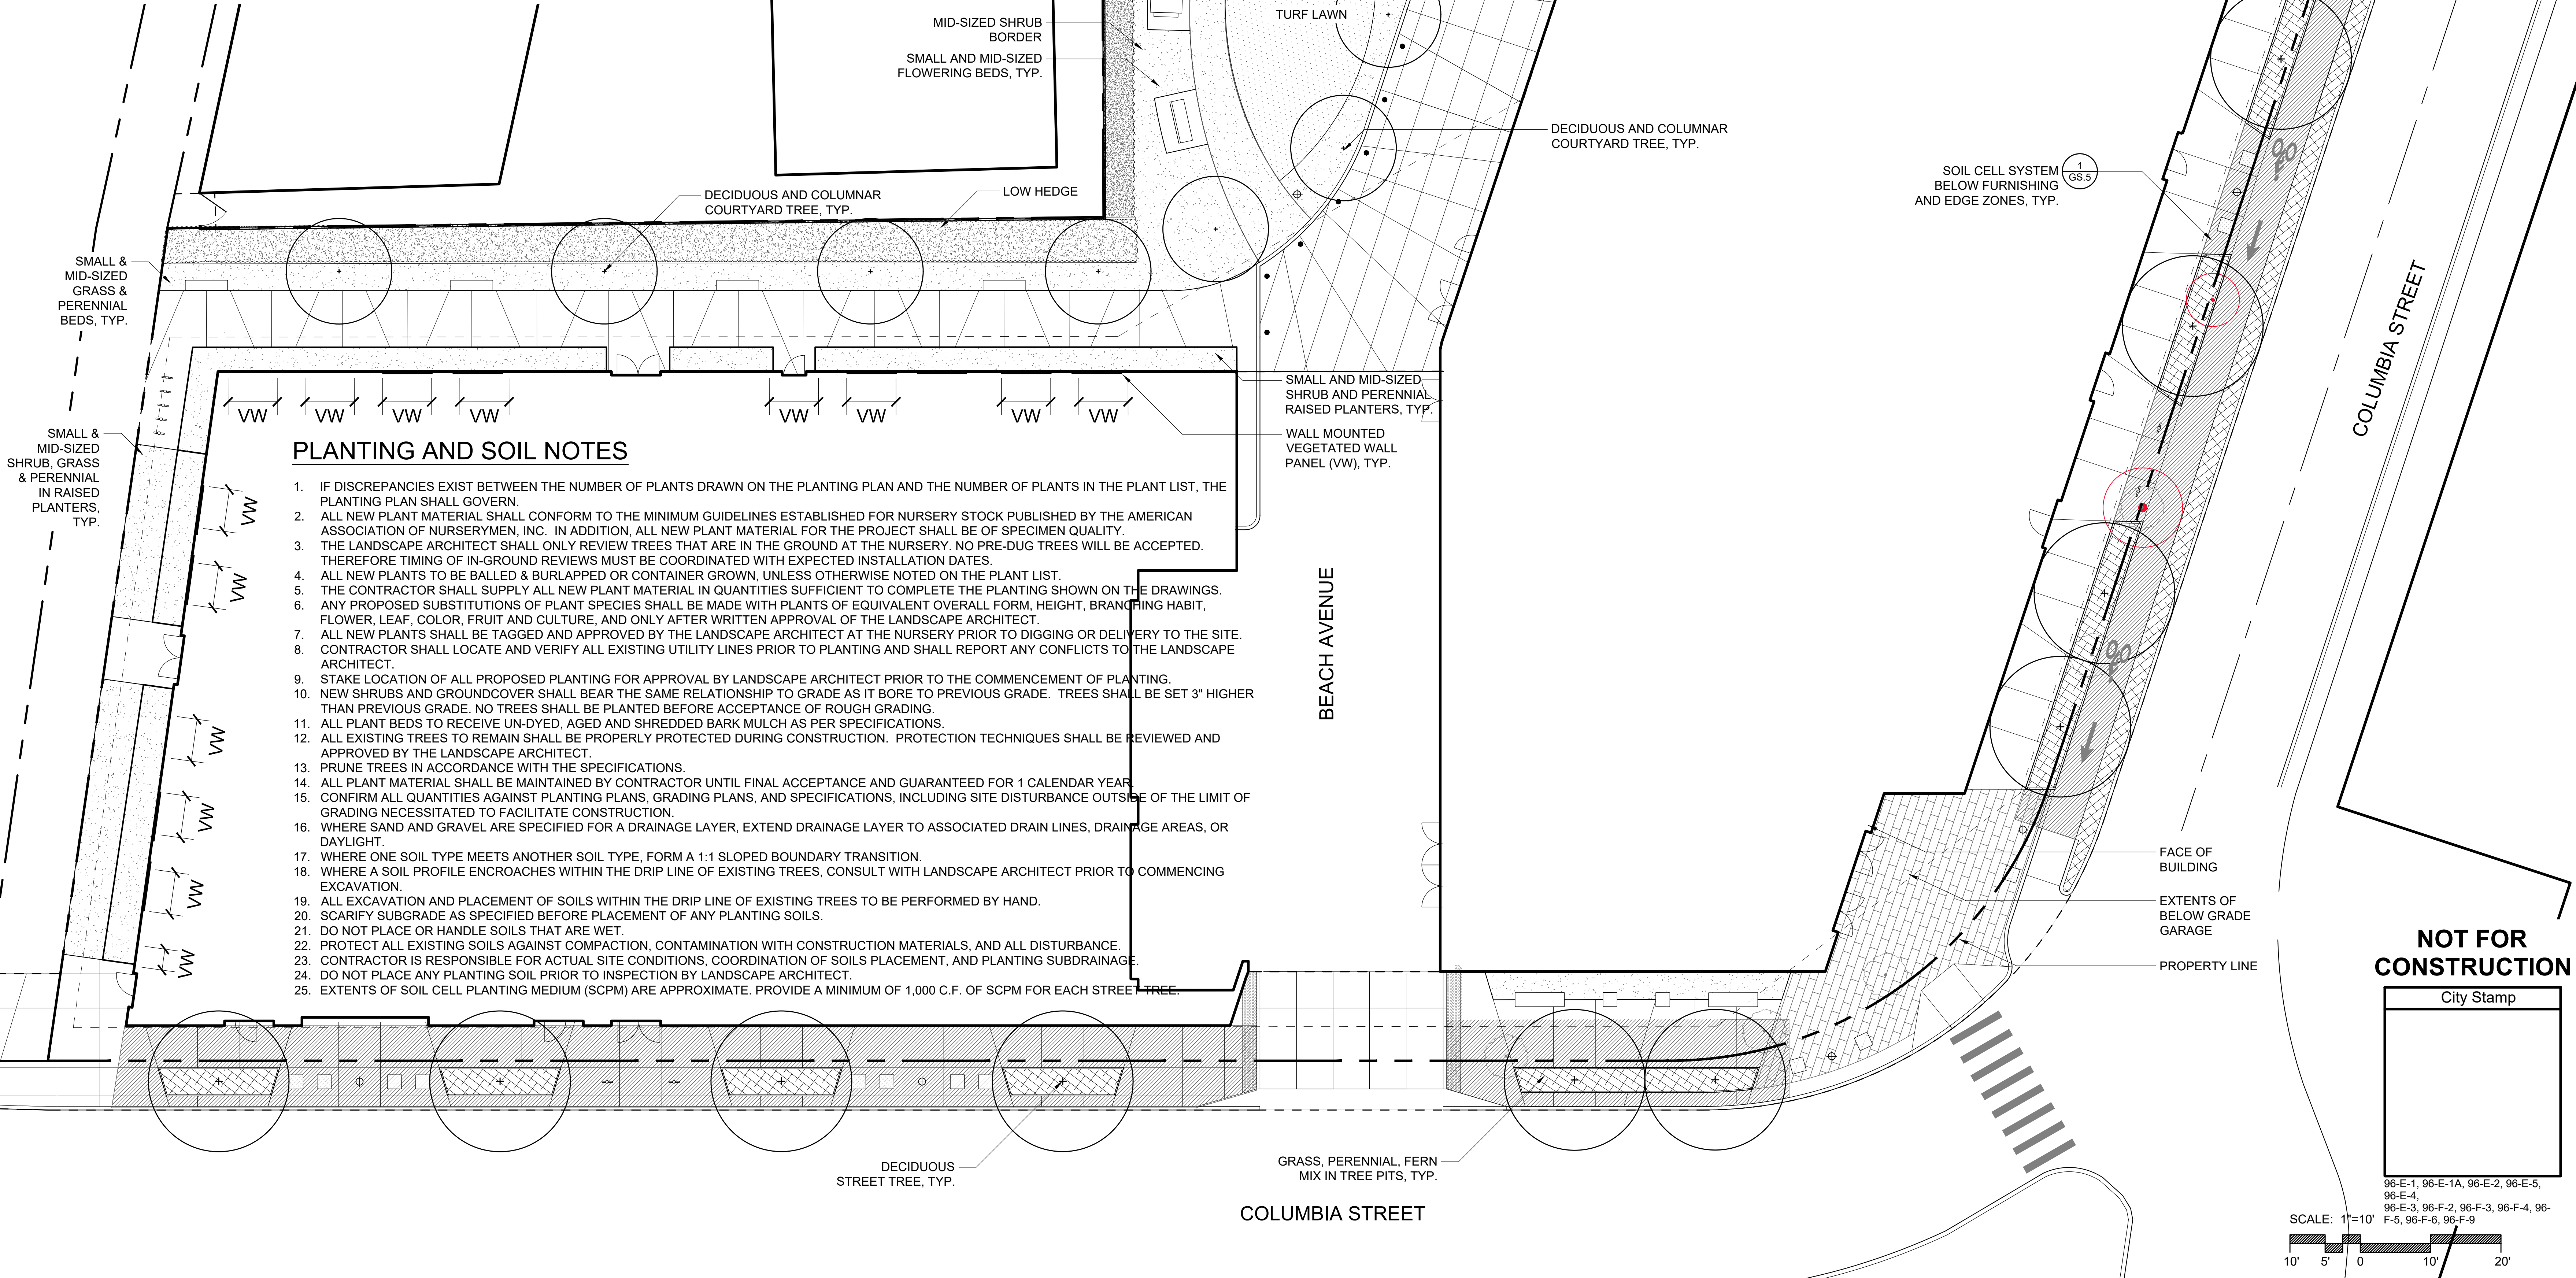 MID-SIZED SHRUB
BORDER
SMALL AND MID-SIZED
FLOWERING BEDS, TYP.
TURF LAWN
DECIDUOUS AND COLUMNAR
COURTYARD TREE, TYP.
SOIL CELL SYSTEM
BELOW FURNISHING
AND EDGE ZONES, TYP.
1
GS.5
DECIDUOUS AND COLUMNAR
COURTYARD TREE, TYP.
LOW HEDGE
SMALL &
MID-SIZED
GRASS &
PERENNIAL
BEDS, TYP.
COLUMBIA STREET
SMALL AND MID-SIZED
SHRUB AND PERENNIAL
RAISED PLANTERS, TYP.
WALL MOUNTED
VEGETATED WALL
PANEL (VW), TYP.
VW
VW
VW
VW
VW
VW
VW
VW
SMALL &
MID-SIZED
SHRUB, GRASS
& PERENNIAL
IN RAISED
PLANTERS,
TYP.
VW
VW
VW
VW
VW
VW
PLANTING AND SOIL NOTES
1. IF DISCREPANCIES EXIST BETWEEN THE NUMBER OF PLANTS DRAWN ON THE PLANTING PLAN AND THE NUMBER OF PLANTS IN THE PLANT LIST, THE
PLANTING PLAN SHALL GOVERN.
2. ALL NEW PLANT MATERIAL SHALL CONFORM TO THE MINIMUM GUIDELINES ESTABLISHED FOR NURSERY STOCK PUBLISHED BY THE AMERICAN
ASSOCIATION OF NURSERYMEN, INC. IN ADDITION, ALL NEW PLANT MATERIAL FOR THE PROJECT SHALL BE OF SPECIMEN QUALITY.
3. THE LANDSCAPE ARCHITECT SHALL ONLY REVIEW TREES THAT ARE IN THE GROUND AT THE NURSERY. NO PRE-DUG TREES WILL BE ACCEPTED.
THEREFORE TIMING OF IN-GROUND REVIEWS MUST BE COORDINATED WITH EXPECTED INSTALLATION DATES.
4. ALL NEW PLANTS TO BE BALLED & BURLAPPED OR CONTAINER GROWN, UNLESS OTHERWISE NOTED ON THE PLANT LIST.
5. THE CONTRACTOR SHALL SUPPLY ALL NEW PLANT MATERIAL IN QUANTITIES SUFFICIENT TO COMPLETE THE PLANTING SHOWN ON THE DRAWINGS.
6. ANY PROPOSED SUBSTITUTIONS OF PLANT SPECIES SHALL BE MADE WITH PLANTS OF EQUIVALENT OVERALL FORM, HEIGHT, BRANCHING HABIT,
FLOWER, LEAF, COLOR, FRUIT AND CULTURE, AND ONLY AFTER WRITTEN APPROVAL OF THE LANDSCAPE ARCHITECT.
7. ALL NEW PLANTS SHALL BE TAGGED AND APPROVED BY THE LANDSCAPE ARCHITECT AT THE NURSERY PRIOR TO DIGGING OR DELIVERY TO THE SITE.
8. CONTRACTOR SHALL LOCATE AND VERIFY ALL EXISTING UTILITY LINES PRIOR TO PLANTING AND SHALL REPORT ANY CONFLICTS TO THE LANDSCAPE
ARCHITECT.
9. STAKE LOCATION OF ALL PROPOSED PLANTING FOR APPROVAL BY LANDSCAPE ARCHITECT PRIOR TO THE COMMENCEMENT OF PLANTING.
10. NEW SHRUBS AND GROUNDCOVER SHALL BEAR THE SAME RELATIONSHIP TO GRADE AS IT BORE TO PREVIOUS GRADE. TREES SHALL BE SET 3" HIGHER
THAN PREVIOUS GRADE. NO TREES SHALL BE PLANTED BEFORE ACCEPTANCE OF ROUGH GRADING.
11. ALL PLANT BEDS TO RECEIVE UN-DYED, AGED AND SHREDDED BARK MULCH AS PER SPECIFICATIONS.
12. ALL EXISTING TREES TO REMAIN SHALL BE PROPERLY PROTECTED DURING CONSTRUCTION. PROTECTION TECHNIQUES SHALL BE REVIEWED AND
APPROVED BY THE LANDSCAPE ARCHITECT.
13. PRUNE TREES IN ACCORDANCE WITH THE SPECIFICATIONS.
14. ALL PLANT MATERIAL SHALL BE MAINTAINED BY CONTRACTOR UNTIL FINAL ACCEPTANCE AND GUARANTEED FOR 1 CALENDAR YEAR.
15. CONFIRM ALL QUANTITIES AGAINST PLANTING PLANS, GRADING PLANS, AND SPECIFICATIONS, INCLUDING SITE DISTURBANCE OUTSIDE OF THE LIMIT OF
GRADING NECESSITATED TO FACILITATE CONSTRUCTION.
16. WHERE SAND AND GRAVEL ARE SPECIFIED FOR A DRAINAGE LAYER, EXTEND DRAINAGE LAYER TO ASSOCIATED DRAIN LINES, DRAINAGE AREAS, OR
DAYLIGHT.
17. WHERE ONE SOIL TYPE MEETS ANOTHER SOIL TYPE, FORM A 1:1 SLOPED BOUNDARY TRANSITION.
18. WHERE A SOIL PROFILE ENCROACHES WITHIN THE DRIP LINE OF EXISTING TREES, CONSULT WITH LANDSCAPE ARCHITECT PRIOR TO COMMENCING
EXCAVATION.
19. ALL EXCAVATION AND PLACEMENT OF SOILS WITHIN THE DRIP LINE OF EXISTING TREES TO BE PERFORMED BY HAND.
20. SCARIFY SUBGRADE AS SPECIFIED BEFORE PLACEMENT OF ANY PLANTING SOILS.
21. DO NOT PLACE OR HANDLE SOILS THAT ARE WET.
22. PROTECT ALL EXISTING SOILS AGAINST COMPACTION, CONTAMINATION WITH CONSTRUCTION MATERIALS, AND ALL DISTURBANCE.
23. CONTRACTOR IS RESPONSIBLE FOR ACTUAL SITE CONDITIONS, COORDINATION OF SOILS PLACEMENT, AND PLANTING SUBDRAINAGE.
24. DO NOT PLACE ANY PLANTING SOIL PRIOR TO INSPECTION BY LANDSCAPE ARCHITECT.
25. EXTENTS OF SOIL CELL PLANTING MEDIUM (SCPM) ARE APPROXIMATE. PROVIDE A MINIMUM OF 1,000 C.F. OF SCPM FOR EACH STREET TREE.
BEACH AVENUE
FACE OF
BUILDING
EXTENTS OF
BELOW GRADE
GARAGE
PROPERTY LINE
NOT FOR
CONSTRUCTION
City Stamp
96-E-1, 96-E-1A, 96-E-2, 96-E-5,
96-E-4,
96-E-3, 96-F-2, 96-F-3, 96-F-4, 96-
F-5, 96-F-6, 96-F-9
SCALE: 1"=10'
10' 5' 0 10' 20'
DECIDUOUS
STREET TREE, TYP.
GRASS, PERENNIAL, FERN
MIX IN TREE PITS, TYP.
COLUMBIA STREET